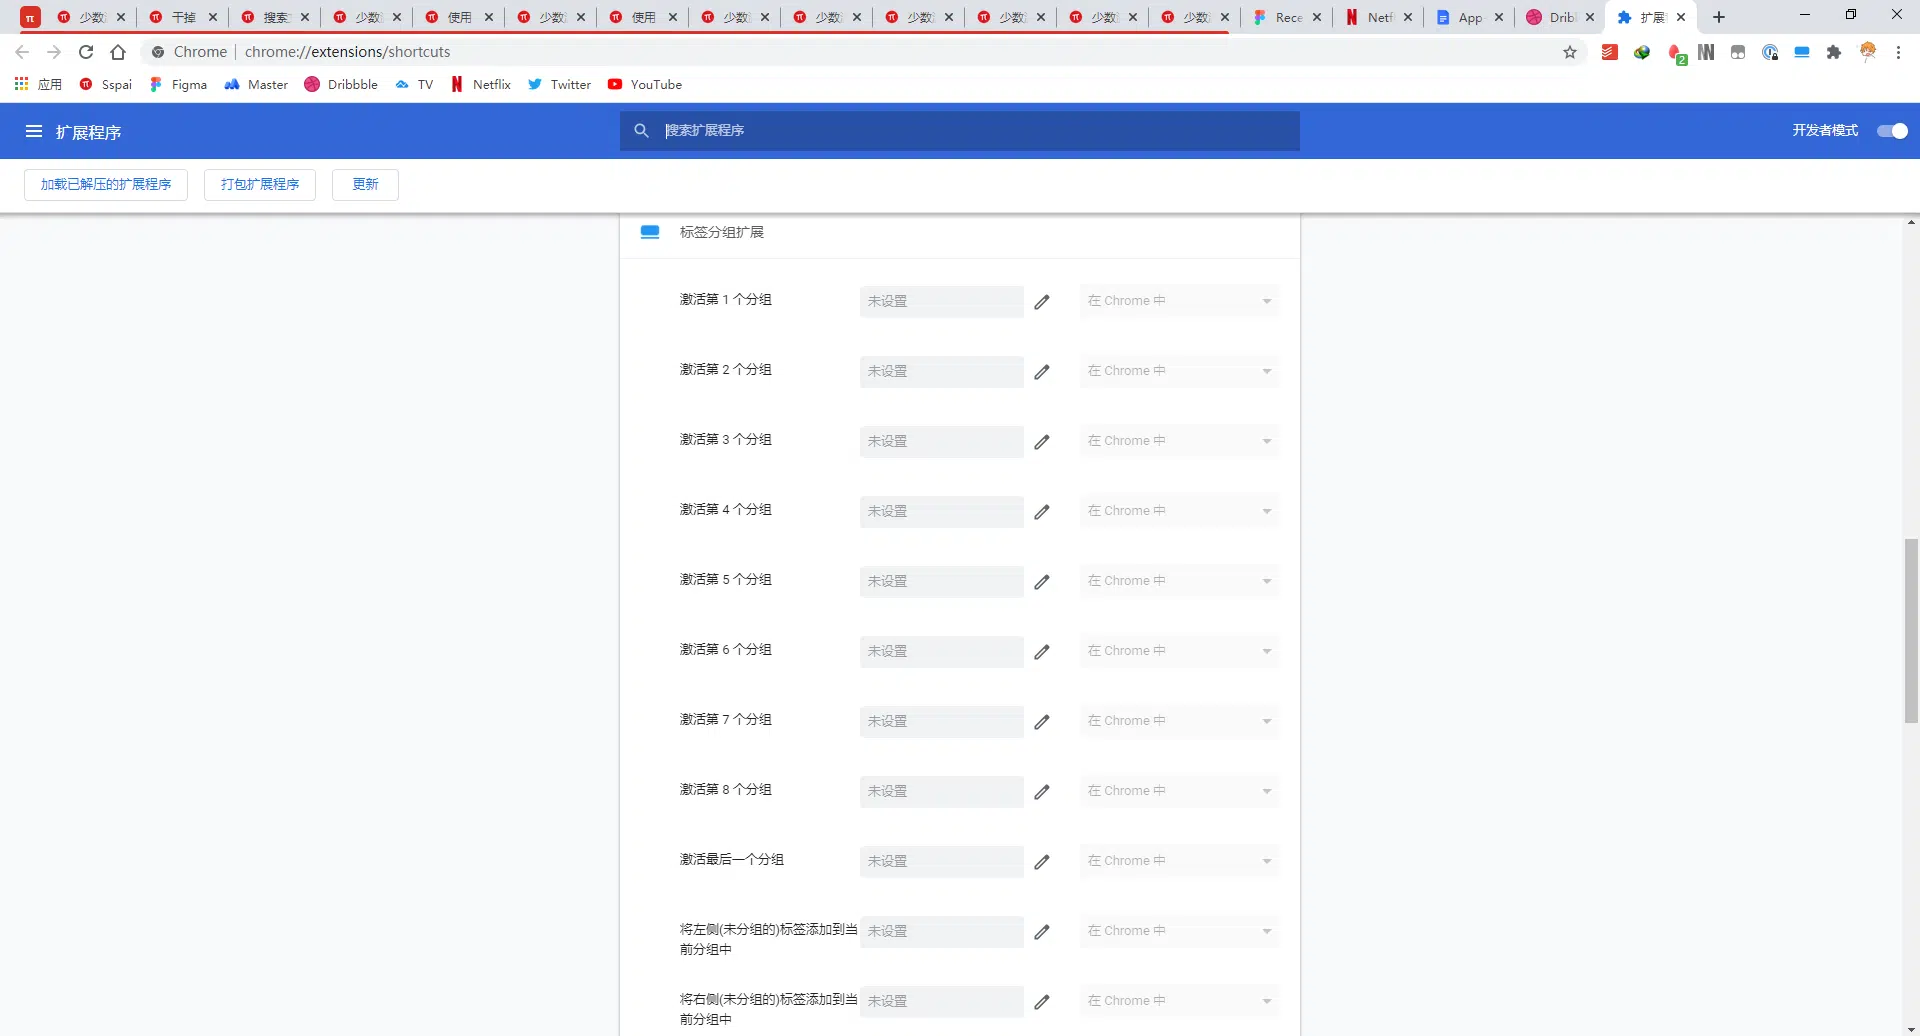 少数 干掉 搜索 少数 使用 少数 使用 少数 少数 少数 少数 少数 少数 Rece Netf App Drib 扩展
Chrome chrome://extensions/shortcuts
2
应用 Sspai Figma Master Dribbble TV Netflix Twitter YouTube
扩展程序 搜索扩展程序 开发者模式
加载已解压的扩展程序 打包扩展程序 更新
标签分组扩展
激活第 1 个分组 未设置 在 Chrome 中
激活第 2 个分组 未设置 在 Chrome 中
激活第 3 个分组 未设置 在 Chrome 中
激活第 4 个分组 未设置 在 Chrome 中
激活第 5 个分组 未设置 在 Chrome 中
激活第 6 个分组 未设置 在 Chrome 中
激活第 7 个分组 未设置 在 Chrome 中
激活第 8 个分组 未设置 在 Chrome 中
激活最后一个分组 未设置 在 Chrome 中
将左侧(未分组的)标签添加到当 未设置 在 Chrome 中
前分组中
将右侧(未分组的)标签添加到当 未设置 在 Chrome 中
前分组中